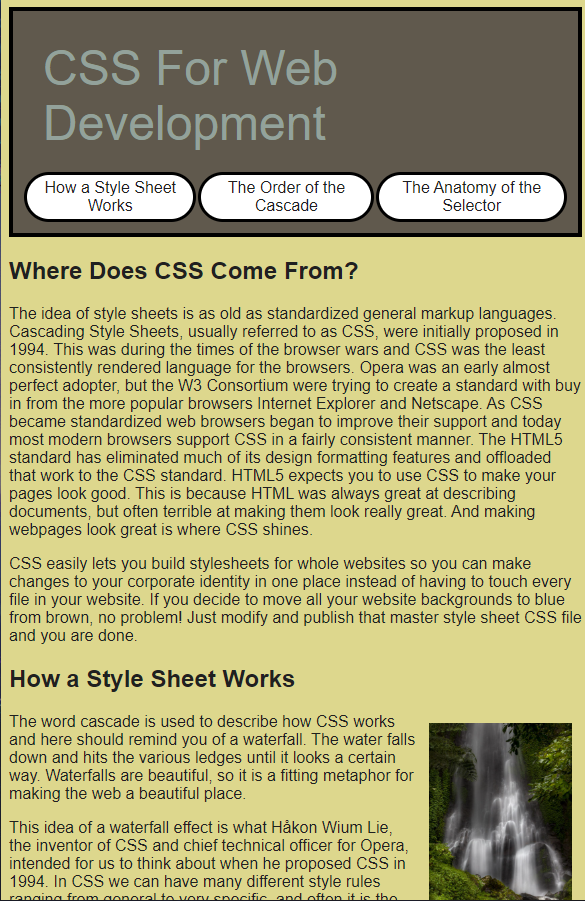 CSS For Web
Development
How a Style Sheet
Works
The Order of the
Cascade
The Anatomy of the
Selector
Where Does CSS Come From?
The idea of style sheets is as old as standardized general markup languages.
Cascading Style Sheets, usually referred to as CSS, were initially proposed in
1994. This was during the times of the browser wars and CSS was the least
consistently rendered language for the browsers. Opera was an early almost
perfect adopter, but the W3 Consortium were trying to create a standard with buy
in from the more popular browsers Internet Explorer and Netscape. As CSS
became standardized web browsers began to improve their support and today
most modern browsers support CSS in a fairly consistent manner. The HTML5
standard has eliminated much of its design formatting features and offloaded
that work to the CSS standard. HTML5 expects you to use CSS to make your
pages look good. This is because HTML was always great at describing
documents, but often terrible at making them look really great. And making
webpages look great is where CSS shines.
CSS easily lets you build stylesheets for whole websites so you can make
changes to your corporate identity in one place instead of having to touch every
file in your website. If you decide to move all your website backgrounds to blue
from brown, no problem! Just modify and publish that master style sheet CSS file
and you are done.
How a Style Sheet Works
The word cascade is used to describe how CSS works
and here should remind you of a waterfall. The water falls
down and hits the various ledges until it looks a certain
way. Waterfalls are beautiful, so it is a fitting metaphor for
making the web a beautiful place.
This idea of a waterfall effect is what Håkon Wium Lie,
the inventor of CSS and chief technical officer for Opera,
intended for us to think about when he proposed CSS in
1994. In CSS we can have many different style rules
ranging from general to very specific, and often it is the